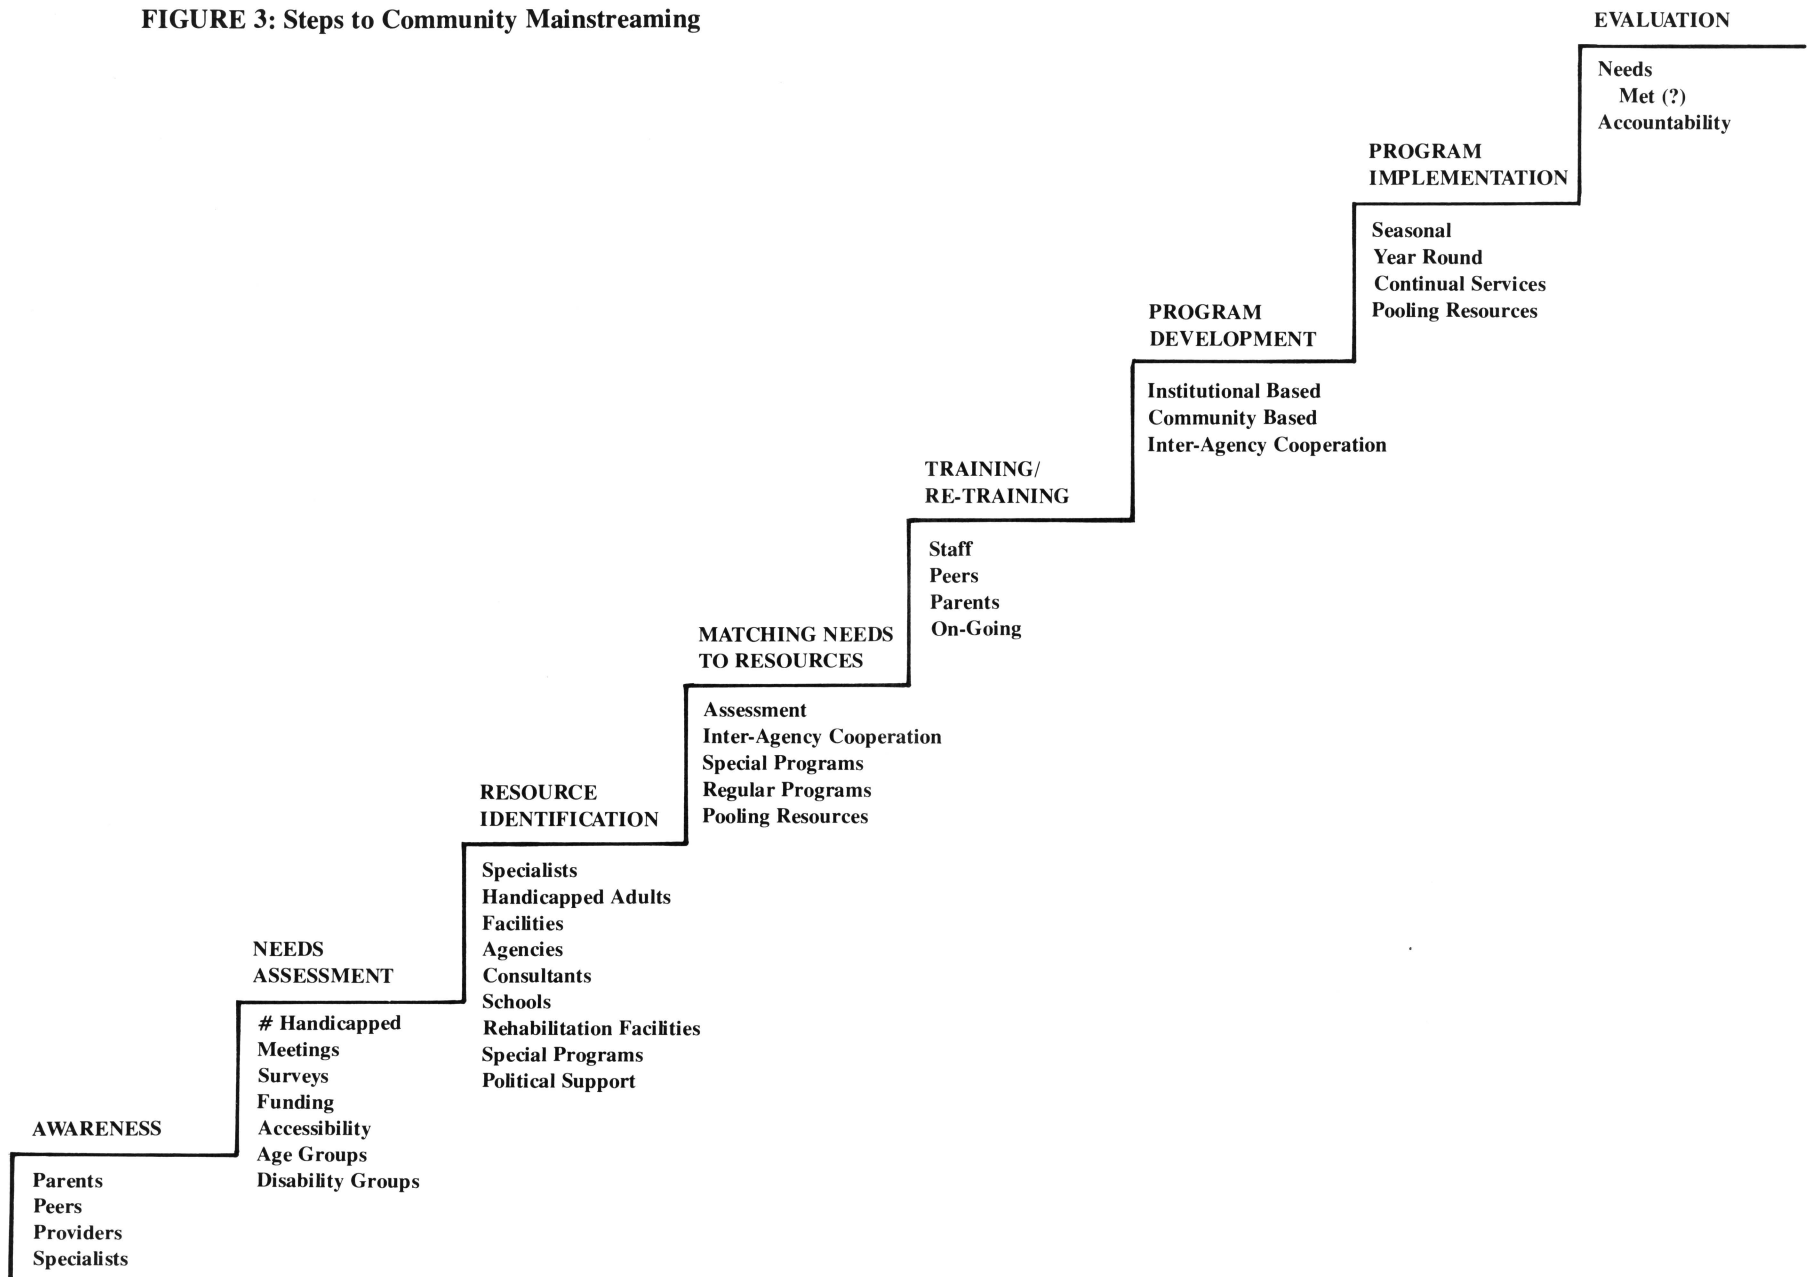 FIGURE 3: Steps to Community Mainstreaming
AWARENESS
Parents
Peers
Providers
Specialists
NEEDS
ASSESSMENT
# Handicapped
Meetings
Surveys
Funding
Accessibility
Age Groups
Disability Groups
RESOURCE
IDENTIFICATION
Specialists
Handicapped Adults
Facilities
Agencies
Consultants
Schools
Rehabilitation Facilities
Special Programs
Political Support
MATCHING NEEDS
TO RESOURCES
Assessment
Inter-Agency Cooperation
Special Programs
Regular Programs
Pooling Resources
TRAINING/
RE-TRAINING
Staff
Peers
Parents
On-Going
PROGRAM
DEVELOPMENT
Institutional Based
Community Based
Inter-Agency Cooperation
PROGRAM
IMPLEMENTATION
Seasonal
Year Round
Continual Services
Pooling Resources
EVALUATION
Needs
Met (?)
Accountability